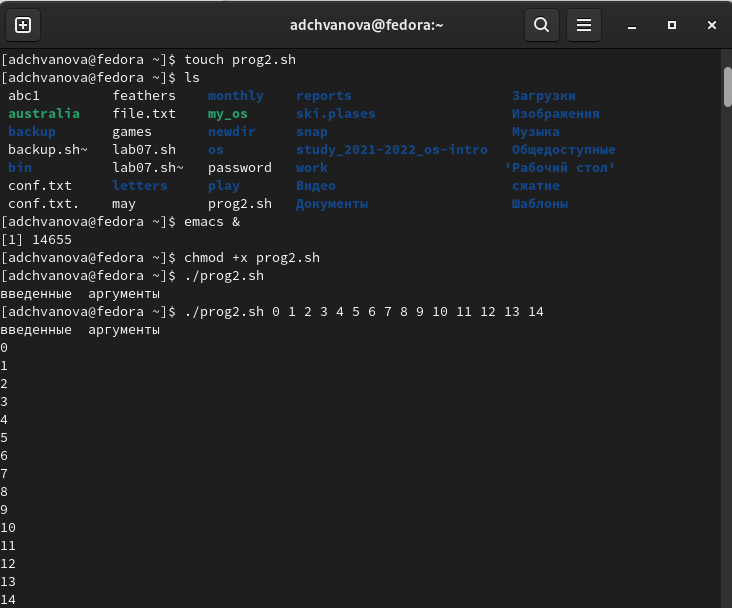 adchvanova@fedora:~
[adchvanova@fedora ~]$ touch prog2.sh
[adchvanova@fedora ~]$ ls
abc1 feathers monthly reports Загрузки
australia file.txt my_os ski.plases Изображения
backup games newdir snap Музыка
backup.sh~ lab07.sh os study_2021-2022_os-intro Общедоступные
bin lab07.sh~ password work 'Рабочий стол'
conf.txt letters play Видео сжатие
conf.txt. may prog2.sh Документы Шаблоны
[adchvanova@fedora ~]$ emacs &
[1] 14655
[adchvanova@fedora ~]$ chmod +x prog2.sh
[adchvanova@fedora ~]$ ./prog2.sh
введенные  аргументы
[adchvanova@fedora ~]$ ./prog2.sh 0 1 2 3 4 5 6 7 8 9 10 11 12 13 14
введенные  аргументы
0
1
2
3
4
5
6
7
8
9
10
11
12
13
14